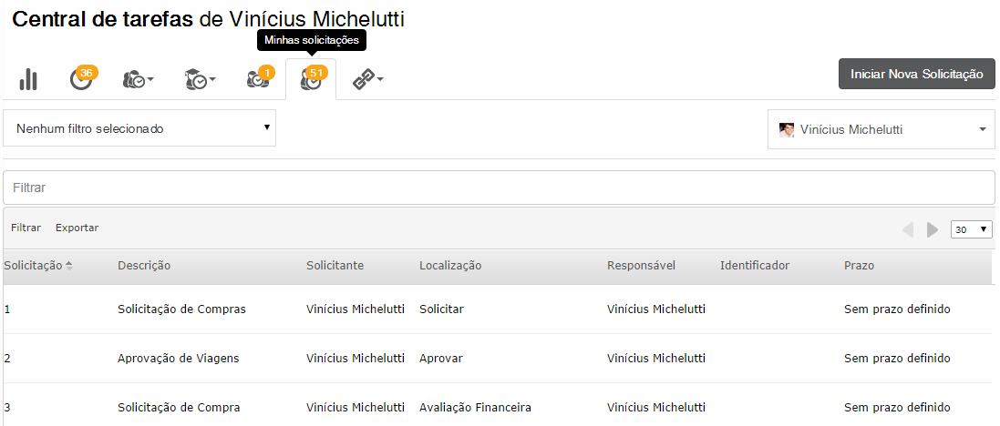 Central de tarefas de Vinícius Michelutti
Minhas solicitações
36 1 51 Iniciar Nova Solicitação
Nenhum filtro selecionado Vinícius Michelutti
Filtrar
Filtrar Exportar 30
Solicitação Descrição Solicitante Localização Responsável Identificador Prazo
1 Solicitação de Compras Vinícius Michelutti Solicitar Vinícius Michelutti Sem prazo definido
2 Aprovação de Viagens Vinícius Michelutti Aprovar Vinícius Michelutti Sem prazo definido
3 Solicitação de Compra Vinícius Michelutti Avaliação Financeira Vinícius Michelutti Sem prazo definido